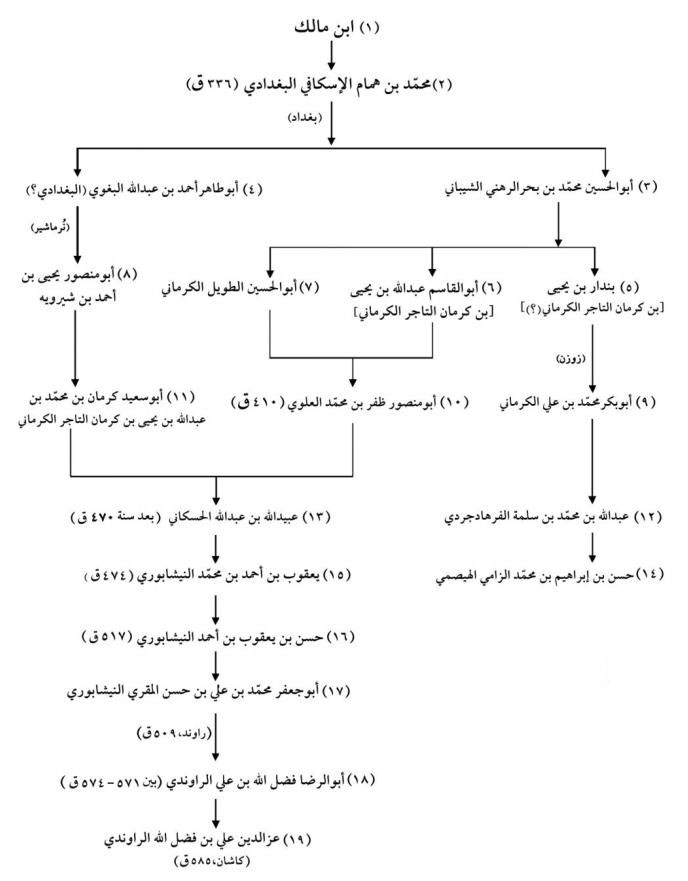 (١) ابن مالك
(٢) محمّد بن همام الإسكافي البغدادي (٣٣٦ ق)
(بغداد)
(٣) أبوالحسين محمّد بن بحرالرهني الشيباني
(٤) أبوطاهرأحمد بن عبدالله البغوي (البغدادي؟)
(نُرماشير)
(٥) بندار بن يحيى
[بن كرمان التاجر الكرماني(؟)]
(٦) أبوالقاسم عبدالله بن يحيى
[بن كرمان التاجر الكرماني]
(٧) أبوالحسين الطويل الكرماني
(٨) أبومنصور يحيى بن
أحمد بن شيرويه
(زوزن)
(٩) أبوبكرمحمّد بن علي الكرماني
(١٠) أبومنصور ظفر بن محمّد العلوي (٤١٠ ق)
(١١) أبوسعيد كرمان بن محمّد بن
عبدالله بن يحيى بن كرمان التاجر الكرماني
(١٢) عبدالله بن محمّد بن سلمة الفرهادجردي
(١٣) عبيدالله بن عبدالله الحسكاني (بعد سنة ٤٧٠ ق)
(١٤) حسن بن إبراهيم بن محمّد الزامي الهيصمي
(١٥) يعقوب بن أحمد بن محمّد النيشابوري (٤٧٤ ق)
(١٦) حسن بن يعقوب بن أحمد النيشابوري (٥١٧ ق)
(١٧) أبوجعفر محمّد بن علي بن حسن المقري النيشابوري
(راوند، ٥٠٩ ق)
(١٨) أبوالرضا فضل الله بن علي الراوندي (بين ٥٧١ - ٥٧٤ ق)
(١٩) عزالدين علي بن فضل الله الراوندي
(كاشان، ٥٨٥ ق)